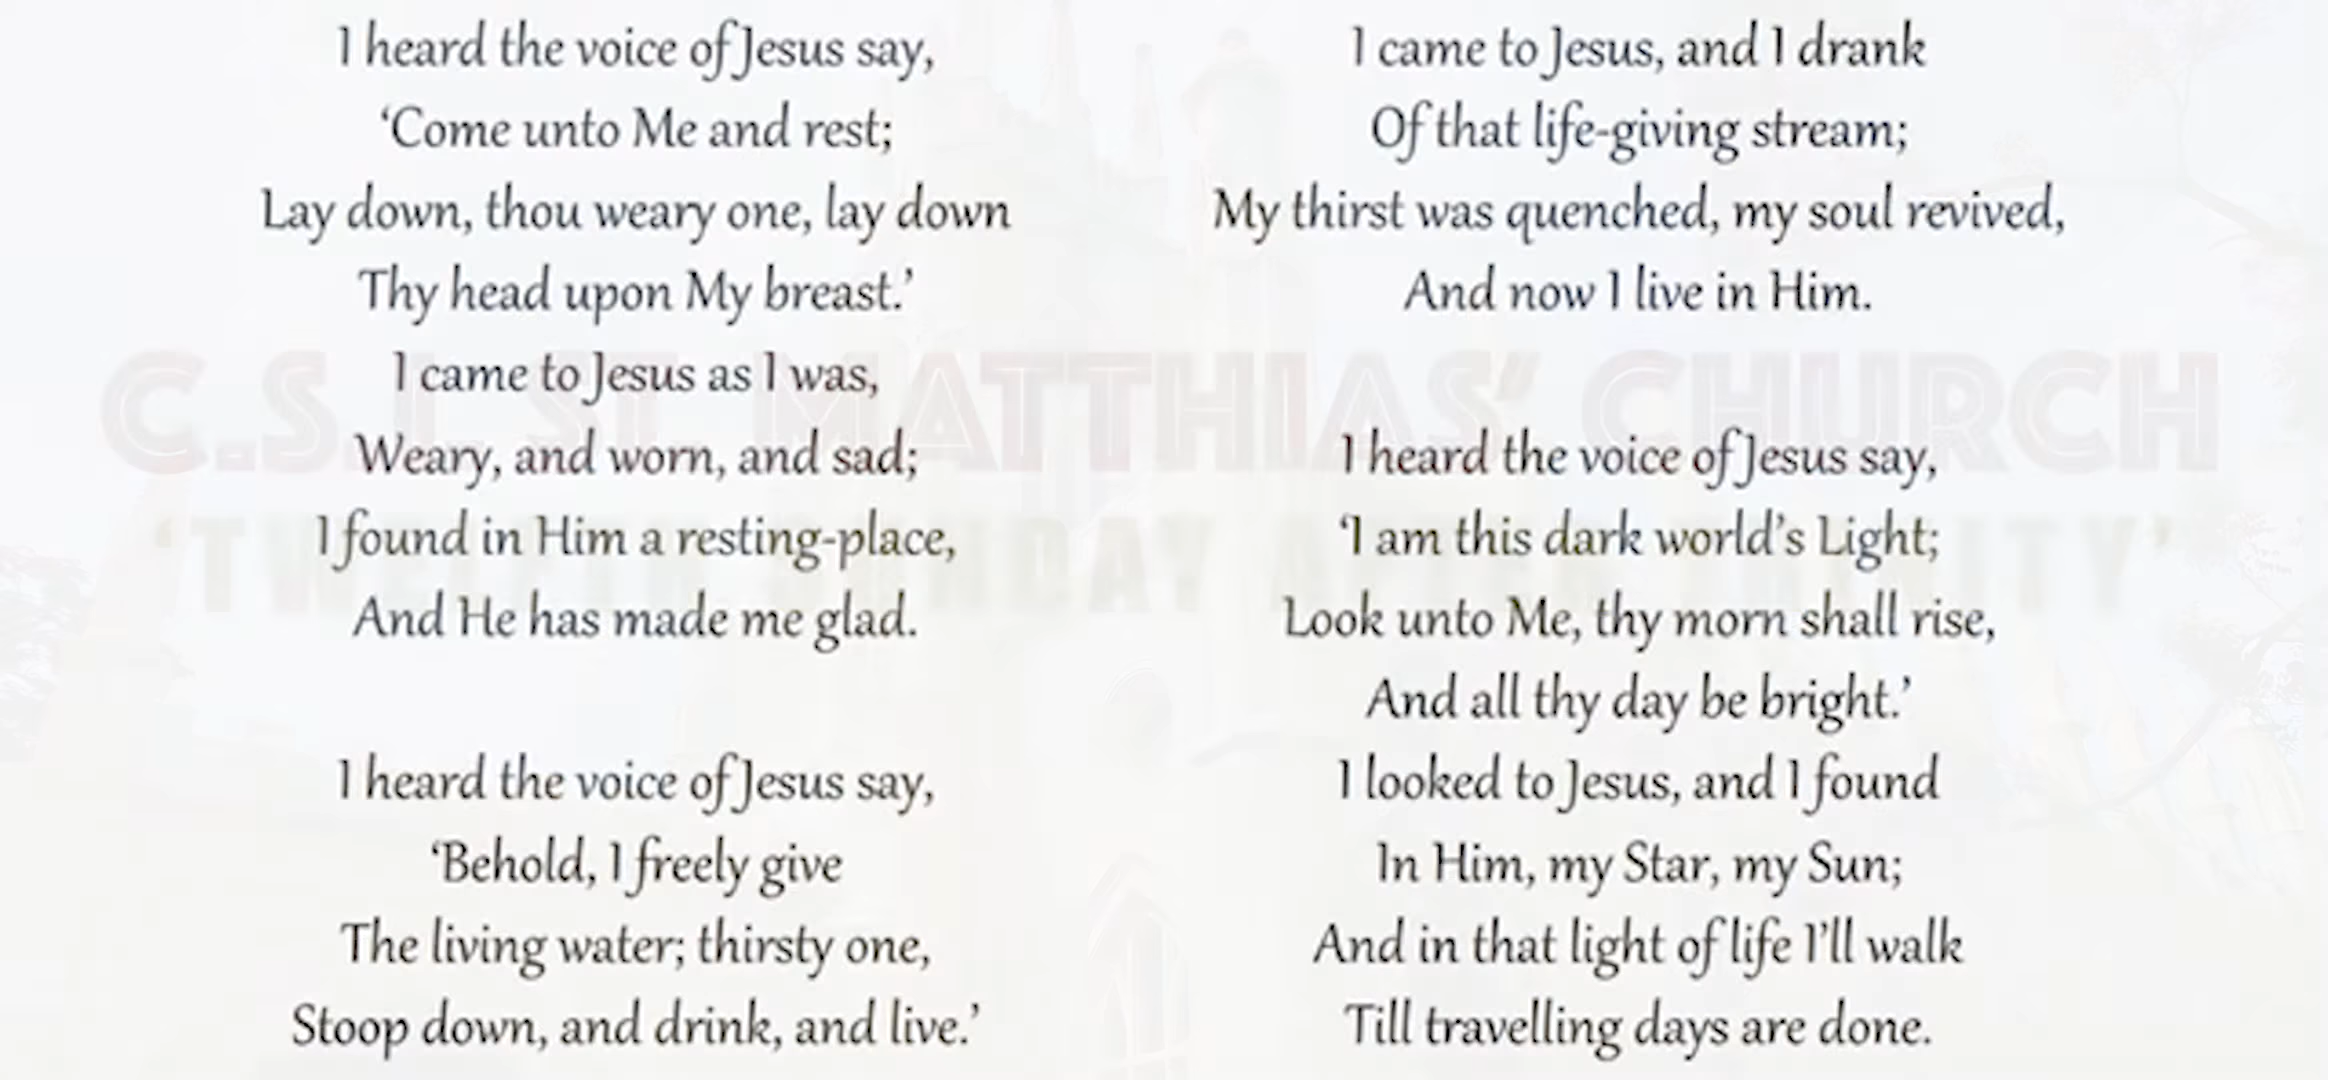 I heard the voice of Jesus say,
‘Come unto Me and rest;
Lay down, thou weary one, lay down
Thy head upon My breast.’
I came to Jesus as I was,
Weary, and worn, and sad;
I found in Him a resting-place,
And He has made me glad.
I heard the voice of Jesus say,
‘Behold, I freely give
The living water; thirsty one,
Stoop down, and drink, and live.’
I came to Jesus, and I drank
Of that life-giving stream;
My thirst was quenched, my soul revived,
And now I live in Him.
I heard the voice of Jesus say,
‘I am this dark world’s Light;
Look unto Me, thy morn shall rise,
And all thy day be bright.’
I looked to Jesus, and I found
In Him, my Star, my Sun;
And in that light of life I’ll walk
Till travelling days are done.
C.S.I. ST. MATTHIAS’ CHURCH
‘TWELFTH SUNDAY AFTER TRINITY’